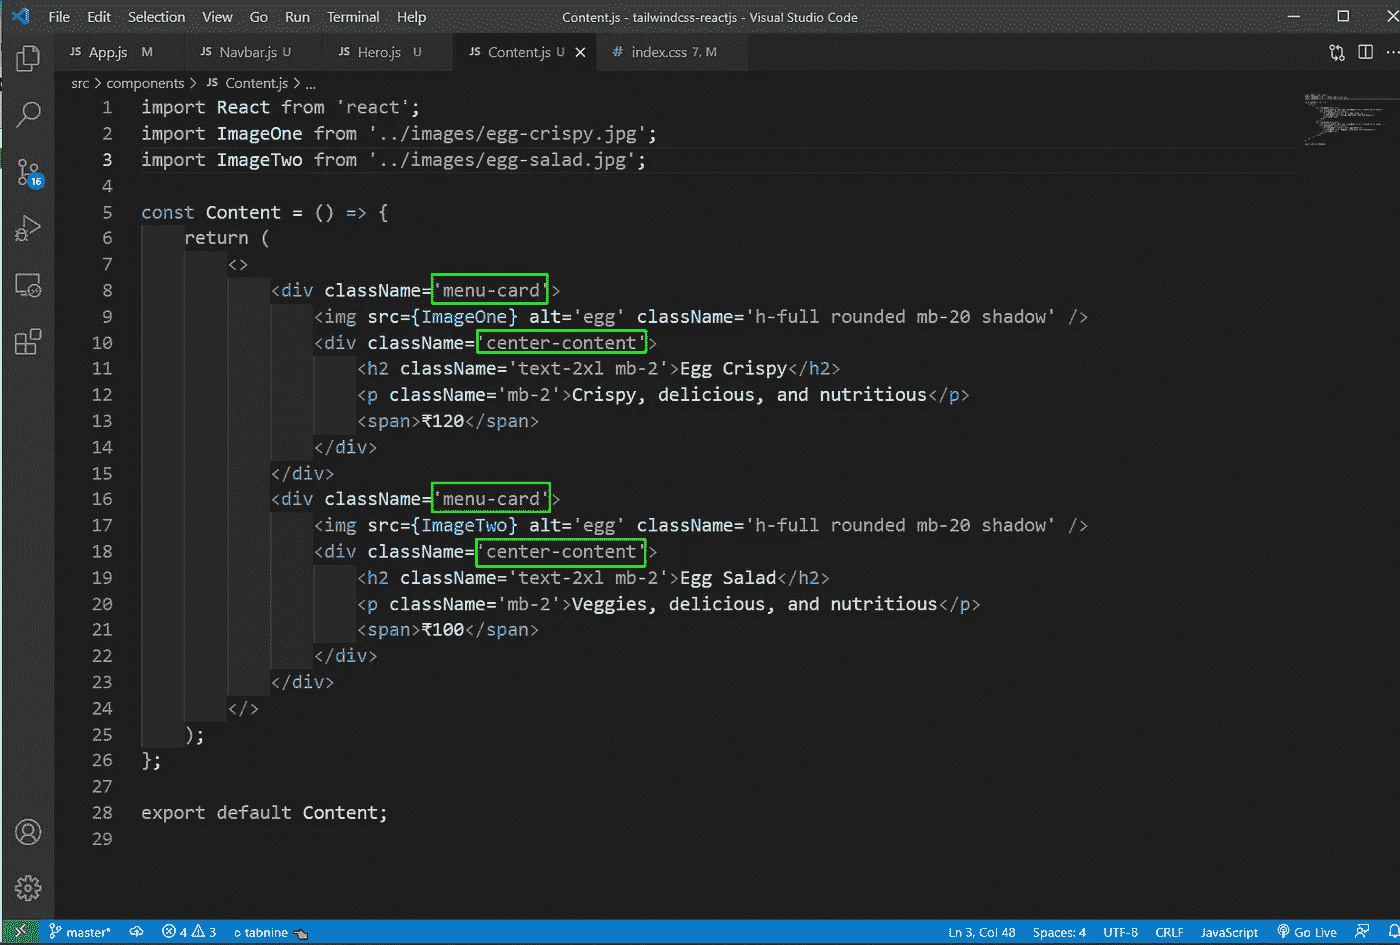 File Edit Selection View Go Run Terminal Help Content.js - tailwindcss-reactjs - Visual Studio Code
JS App.js M JS Navbar.js U JS Hero.js U JS Content.js U # index.css 7, M
src > components > JS Content.js > ...
1 import React from 'react';
2 import ImageOne from '../images/egg-crispy.jpg';
3 import ImageTwo from '../images/egg-salad.jpg';
4
5 const Content = () => {
6 return (
7 <>
8 <div className='menu-card'>
9 <img src={ImageOne} alt='egg' className='h-full rounded mb-20 shadow' />
10 <div className='center-content'>
11 <h2 className='text-2xl mb-2'>Egg Crispy</h2>
12 <p className='mb-2'>Crispy, delicious, and nutritious</p>
13 <span>₹120</span>
14 </div>
15 </div>
16 <div className='menu-card'>
17 <img src={ImageTwo} alt='egg' className='h-full rounded mb-20 shadow' />
18 <div className='center-content'>
19 <h2 className='text-2xl mb-2'>Egg Salad</h2>
20 <p className='mb-2'>Veggies, delicious, and nutritious</p>
21 <span>₹100</span>
22 </div>
23 </div>
24 </>
25 );
26 };
27
28 export default Content;
29
16
master* 4 3 tabnine Ln 3, Col 48 Spaces: 4 UTF-8 CRLF JavaScript Go Live